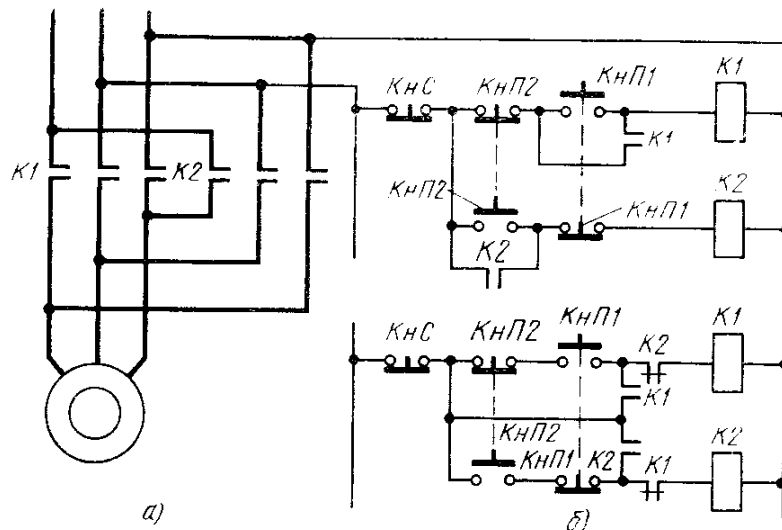 КнС КнП2 КнП1 К1
К1 К2 К1
КнП2 КнП1 К2
К2
КнС КнП2 КнП1 К2 К1
К1
КнП2
КнП1 К2 К1 К2
а) б)